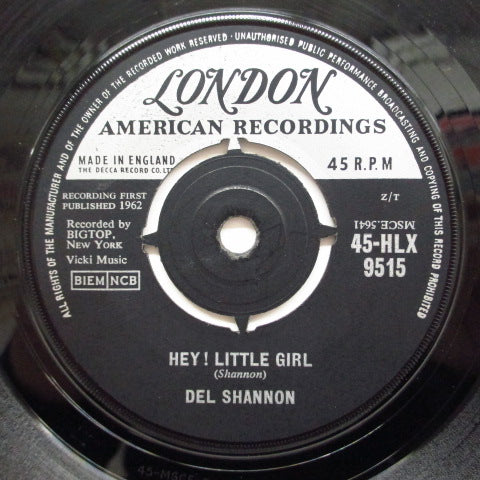 ALL RIGHTS OF THE MANUFACTURER AND OF THE OWNER OF THE RECORDED WORK RESERVED · UNAUTHORISED PUBLIC PERFORMANCE BROADCASTING AND COPYING OF THIS RECORD PROHIBITED
LONDON
AMERICAN RECORDINGS
MADE IN ENGLAND
THE DECCA RECORD CO. LTD
45 R.P.M
RECORDING FIRST
PUBLISHED 1962
Z/T
Recorded by
BIGTOP,
New York
Vicki Music
BIEM NCB
MSCE.5641
45-HLX
9515
HEY! LITTLE GIRL
(Shannon)
DEL SHANNON